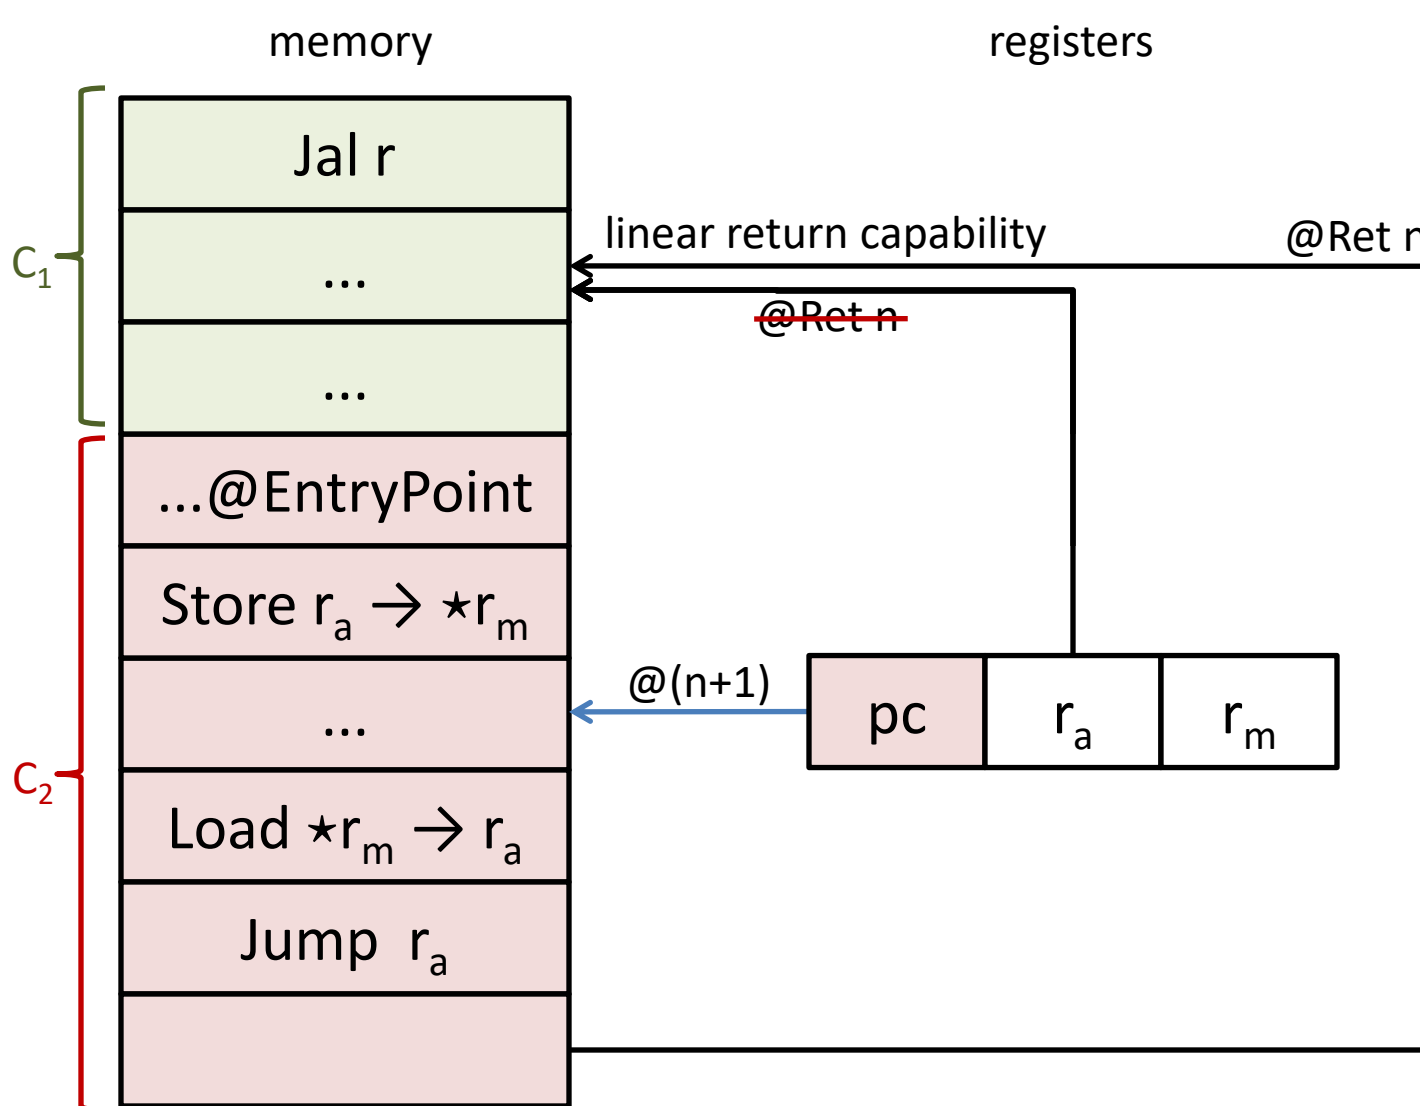 memory
registers
Jal r
linear return capability
@Ret n
C₁
...
@Ret n
...
...@EntryPoint
Store rₐ → ⋆rₘ
@(n+1)
...
pc
rₐ
rₘ
C₂
Load ⋆rₘ → rₐ
Jump rₐ